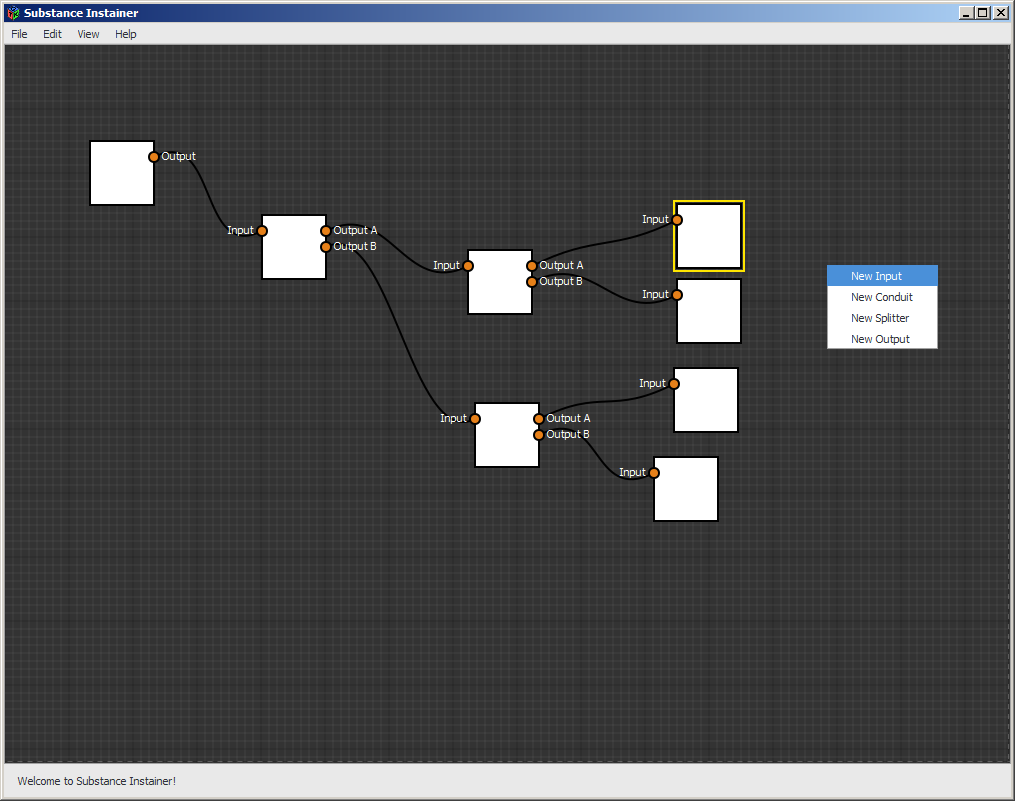 Substance Instainer
File Edit View Help
Output
Input
Output A
Output B
Input
Output A
Output B
Input
Input
New Input
New Conduit
New Splitter
New Output
Input
Output A
Output B
Input
Input
Welcome to Substance Instainer!